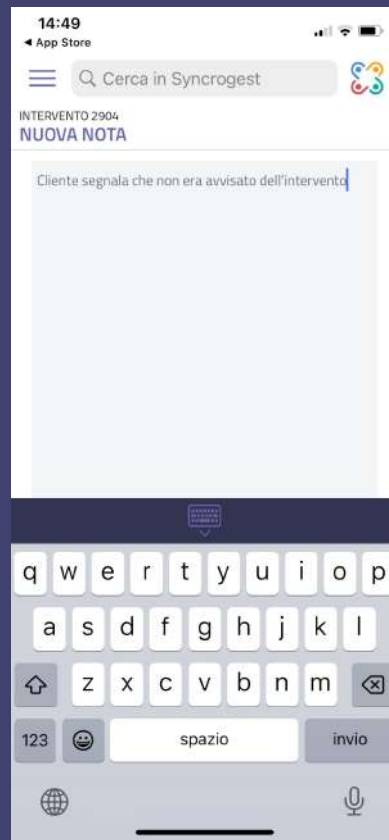 14:49
◀ App Store
Cerca in Syncrogest
INTERVENTO 2904
NUOVA NOTA
Cliente segnala che non era avvisato dell'intervento
q w e r t y u i o p
a s d f g h j k l
z x c v b n m
123 spazio invio